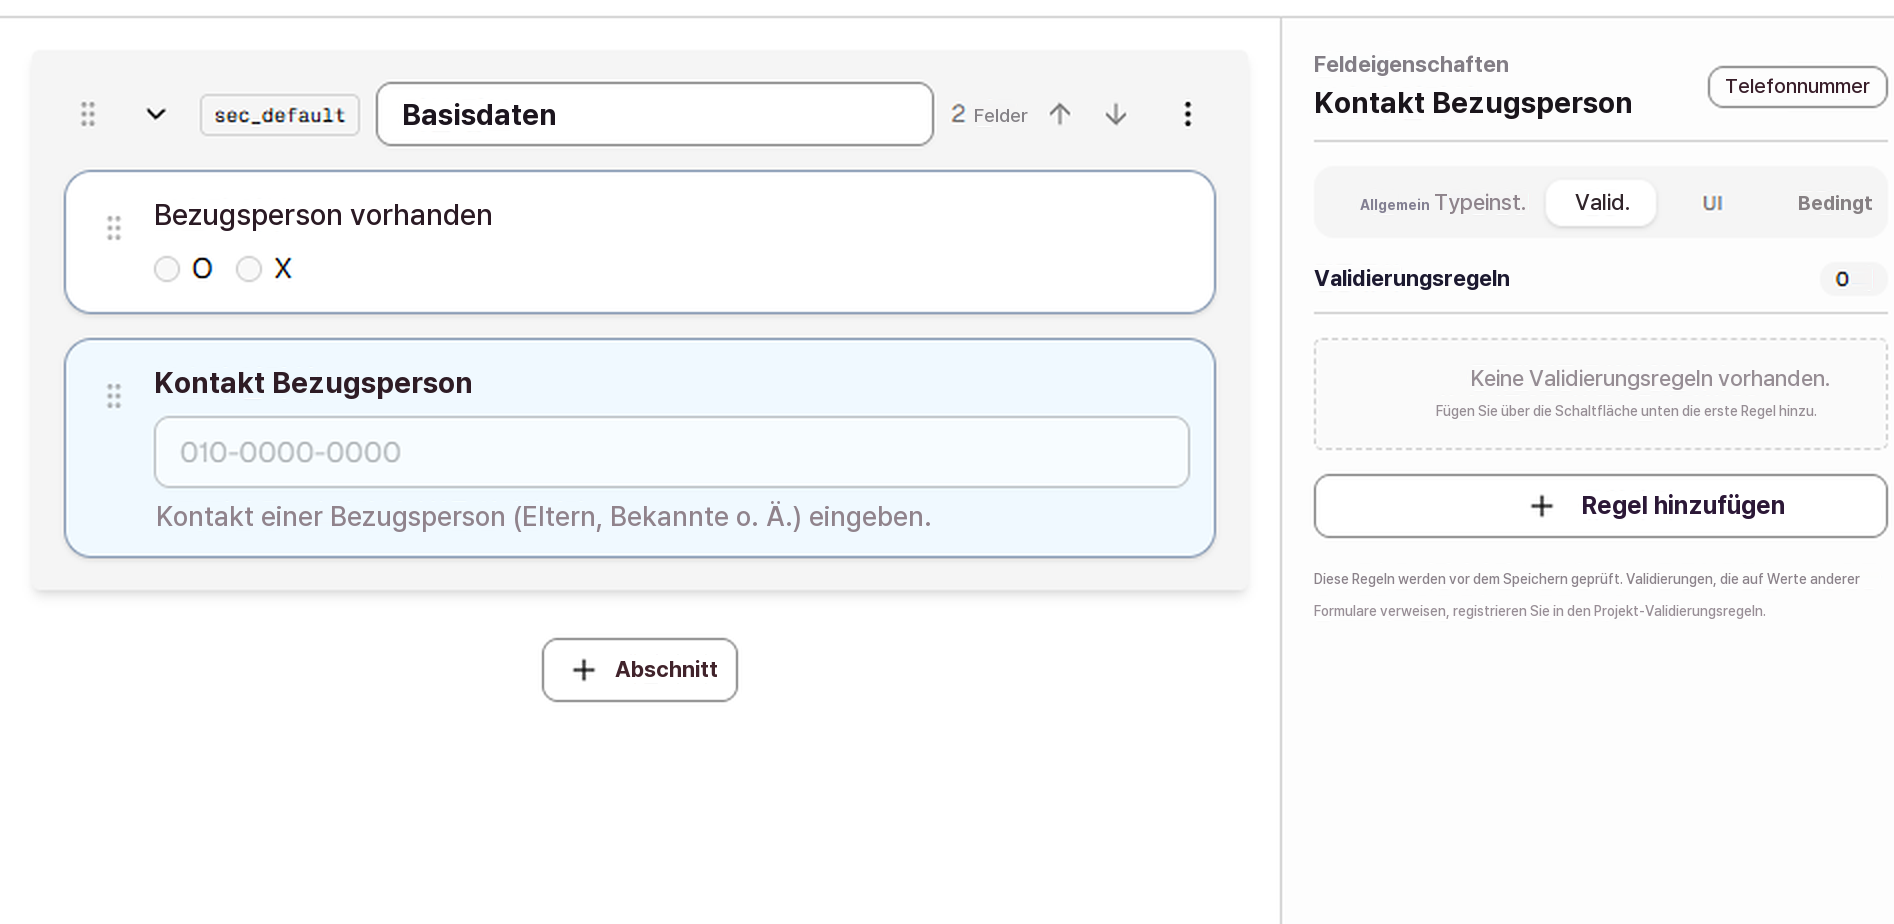 sec_default
Basisdaten
2 Felder
Bezugsperson vorhanden
O X
Kontakt Bezugsperson
010-0000-0000
Kontakt einer Bezugsperson (Eltern, Bekannte o. Ä.) eingeben.
+ Abschnitt
Feldeigenschaften
Kontakt Bezugsperson
Telefonnummer
Allgemein Typeinst. Valid. UI Bedingt
Validierungsregeln
0
Keine Validierungsregeln vorhanden.
Fügen Sie über die Schaltfläche unten die erste Regel hinzu.
+ Regel hinzufügen
Diese Regeln werden vor dem Speichern geprüft. Validierungen, die auf Werte anderer
Formulare verweisen, registrieren Sie in den Projekt-Validierungsregeln.